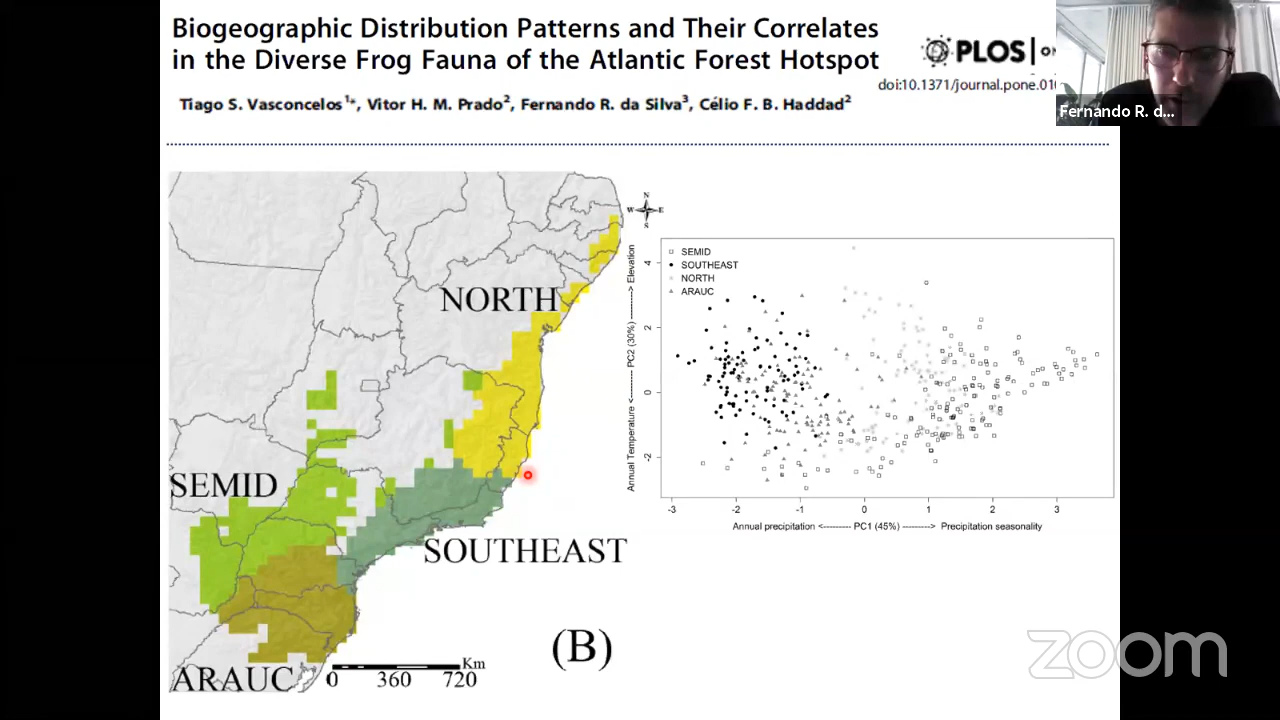 Biogeographic Distribution Patterns and Their Correlates
in the Diverse Frog Fauna of the Atlantic Forest Hotspot
PLOS
doi:10.1371/journal.pone.010
Tiago S. Vasconcelos1*, Vitor H. M. Prado2, Fernando R. da Silva3, Célio F. B. Haddad2
Fernando R. d...
N
W E
S
NORTH
SEMID
SOUTHEAST
ARAUC
(B)
Km
0 360 720
SEMID
SOUTHEAST
NORTH
ARAUC
Annual Temperature <-------- PC2 (30%) --------> Elevation
4
2
0
-2
-3 -2 -1 0 1 2 3
Annual precipitation <--------- PC1 (45%) --------> Precipitation seasonality
zoom